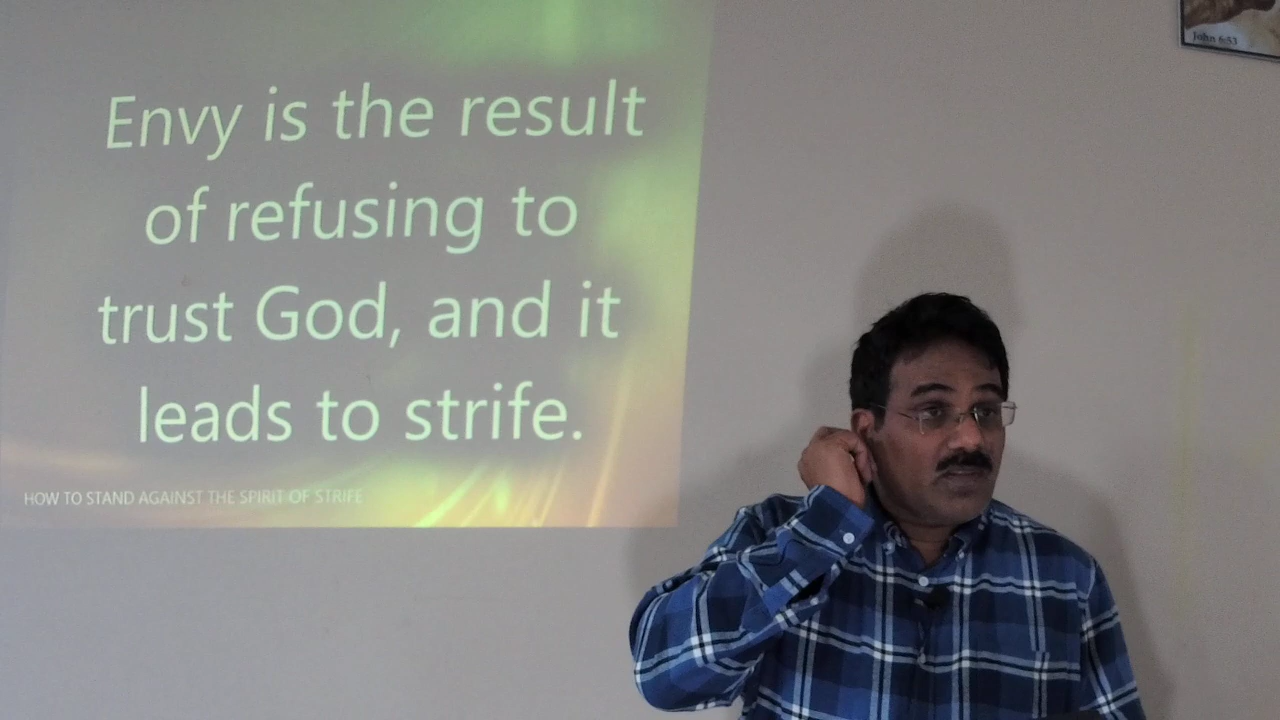 Envy is the result
of refusing to
trust God, and it
leads to strife.
HOW TO STAND AGAINST THE SPIRIT OF STRIFE
John 6:53